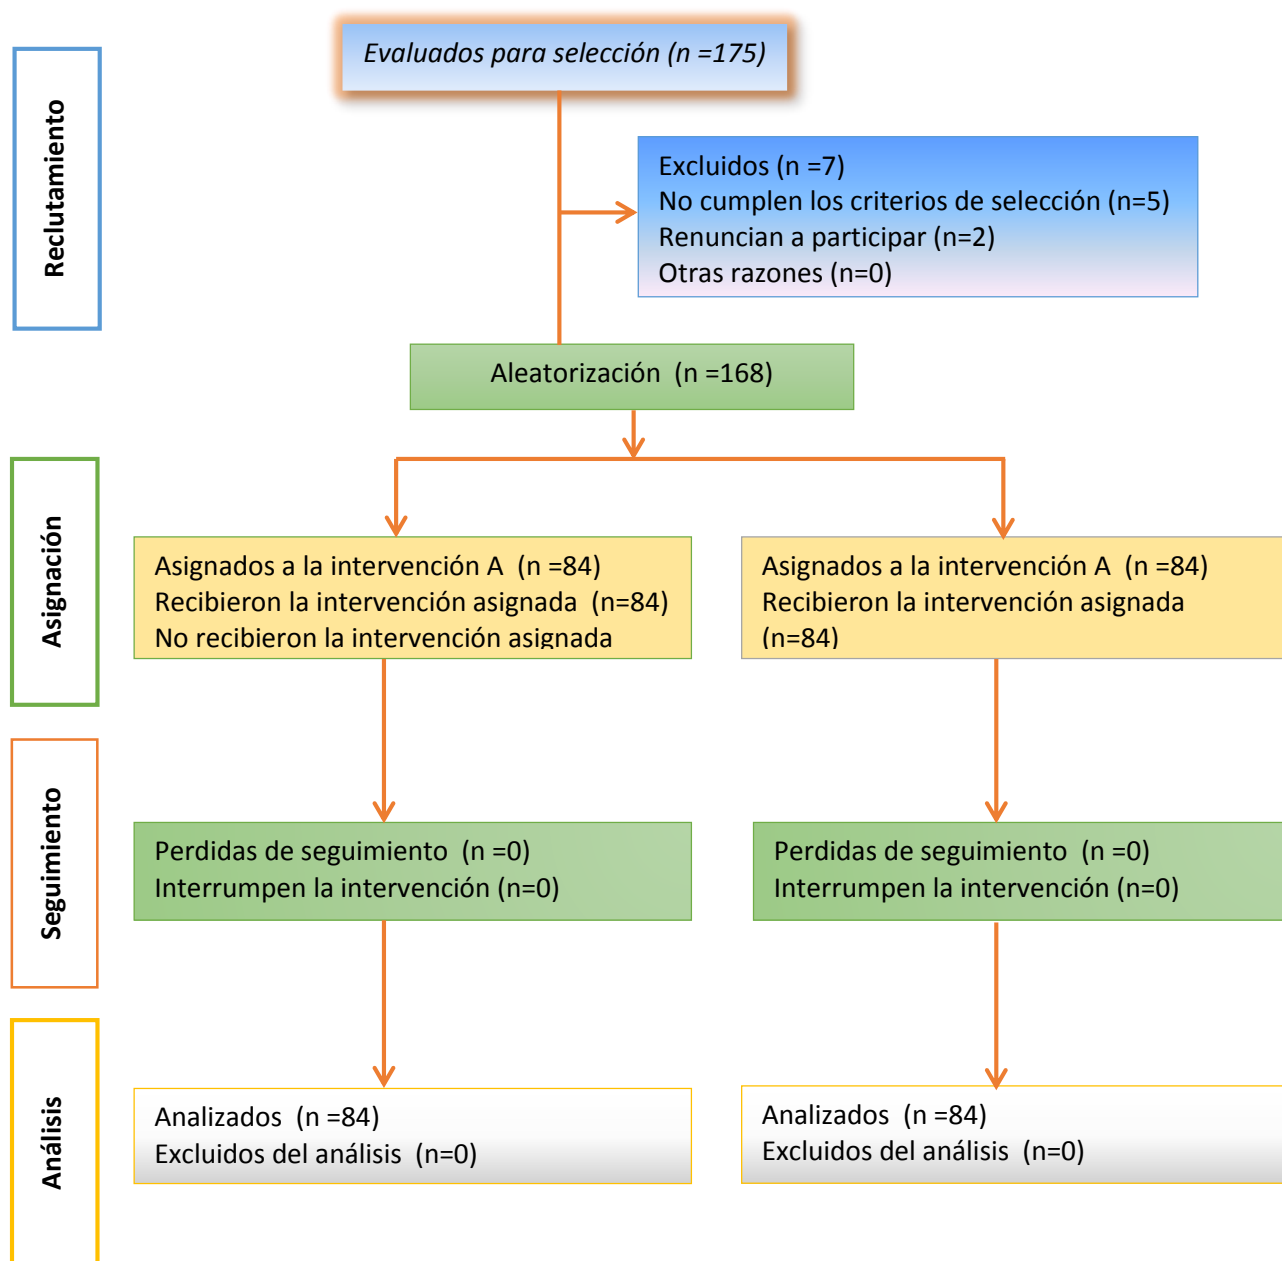 Evaluados para selección (n =175)
Reclutamiento
Excluidos (n =7)
No cumplen los criterios de selección (n=5)
Renuncian a participar (n=2)
Otras razones (n=0)
Aleatorización (n =168)
Asignación
Asignados a la intervención A (n =84)
Recibieron la intervención asignada (n=84)
No recibieron la intervención asignada
Asignados a la intervención A (n =84)
Recibieron la intervención asignada
(n=84)
Seguimiento
Perdidas de seguimiento (n =0)
Interrumpen la intervención (n=0)
Perdidas de seguimiento (n =0)
Interrumpen la intervención (n=0)
Análisis
Analizados (n =84)
Excluidos del análisis (n=0)
Analizados (n =84)
Excluidos del análisis (n=0)